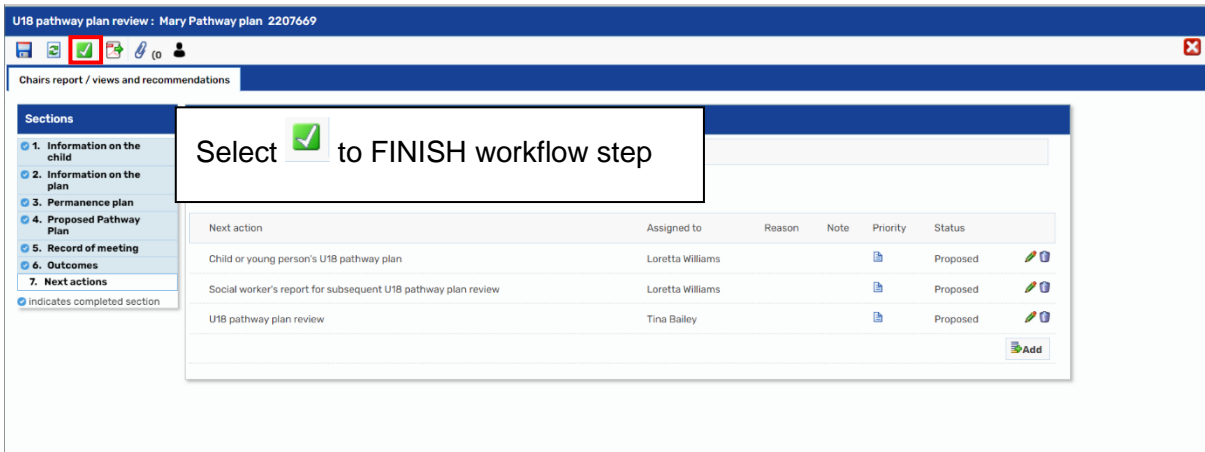 U18 pathway plan review : Mary Pathway plan 2207669
(0
Chairs report / views and recommendations
Sections
1. Information on the
child
2. Information on the
plan
3. Permanence plan
4. Proposed Pathway
Plan
5. Record of meeting
6. Outcomes
7. Next actions
indicates completed section
Select to FINISH workflow step
Next action Assigned to Reason Note Priority Status
Child or young person's U18 pathway plan Loretta Williams Proposed
Social worker's report for subsequent U18 pathway plan review Loretta Williams Proposed
U18 pathway plan review Tina Bailey Proposed
Add